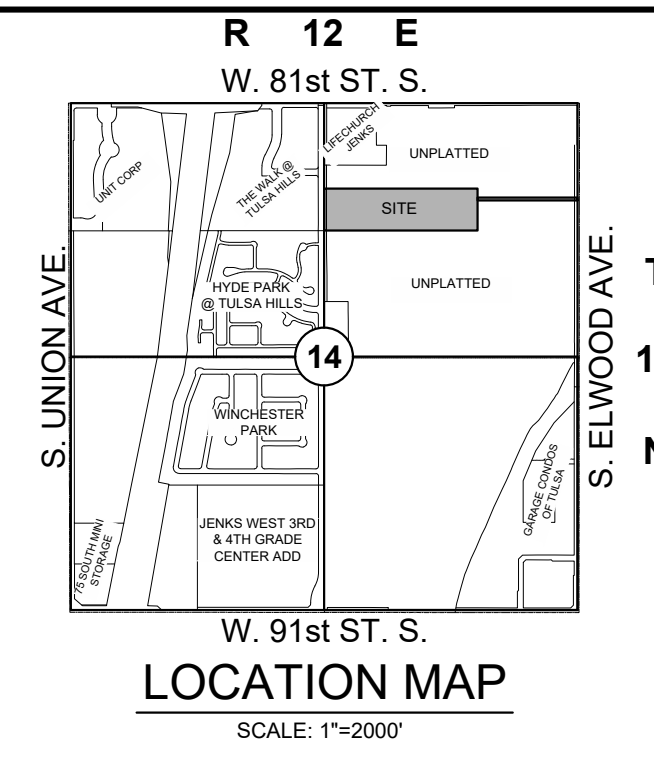 R 12 E
W. 81st ST. S.
LIFECHURCH
JENKS
UNPLATTED
UNIT CORP
THE WALK @
TULSA HILLS
SITE
S. UNION AVE.
HYDE PARK
@ TULSA HILLS
UNPLATTED
S. ELWOOD AVE.
T
1
N
14
WINCHESTER
PARK
GARAGE CONDOS
OF TULSA
JENKS WEST 3RD
& 4TH GRADE
CENTER ADD
75 SOUTH MINI
STORAGE
W. 91st ST. S.
LOCATION MAP
SCALE: 1"=2000'